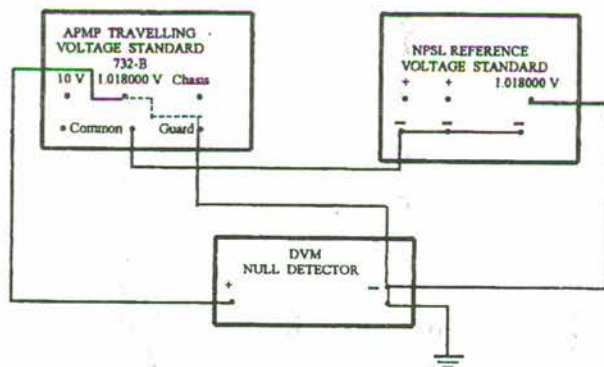 APMP TRAVELLING
VOLTAGE STANDARD
732-B
10 V 1.018000 V Chasis
Common Guard
NPSL REFERENCE
VOLTAGE STANDARD
+ + 1.018000 V
− − −
DVM
NULL DETECTOR
+ −